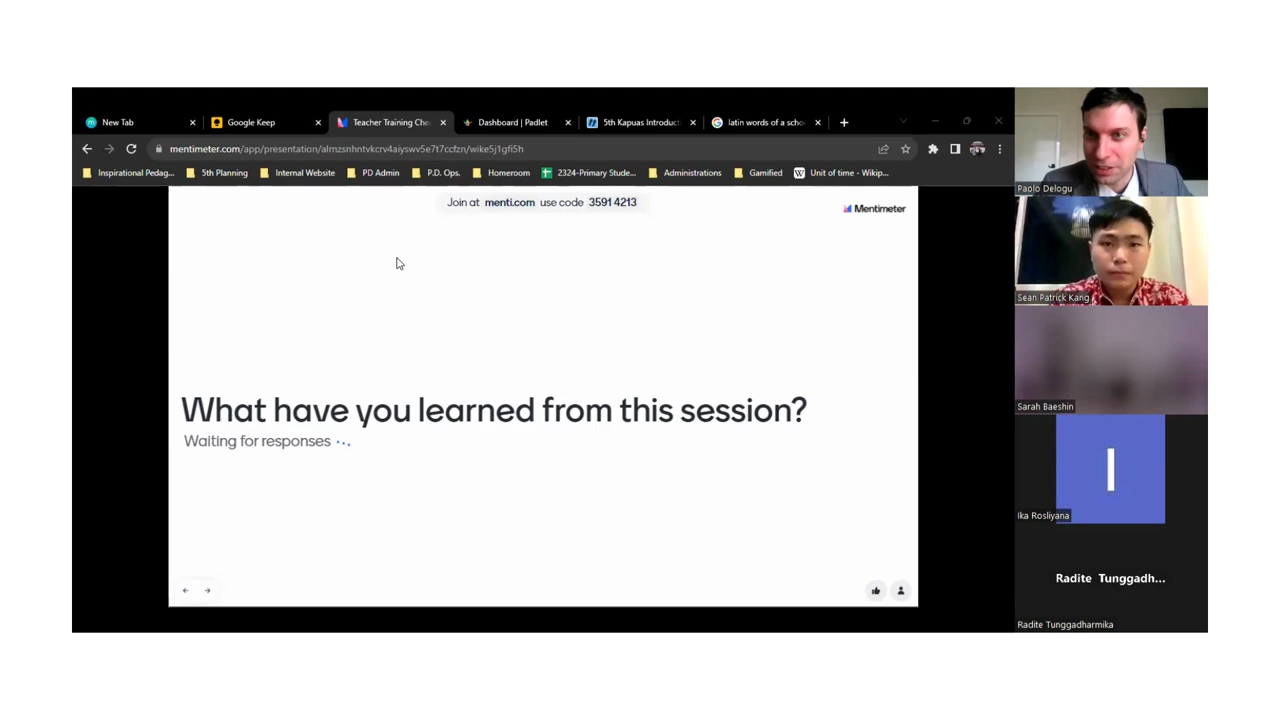 New Tab
Google Keep
Teacher Training Che
Dashboard | Padlet
5th Kapuas Introducti
latin words of a scho
mentimeter.com/app/presentation/almzsnhntvkcrv4aiyswv5e7t7ccfzn/wike5j1gfi5h
Inspirational Pedag...
5th Planning
Internal Website
PD Admin
P.D. Ops.
Homeroom
2324-Primary Stude...
Administrations
Gamified
Unit of time - Wikip...
Join at menti.com use code 3591 4213
Mentimeter
What have you learned from this session?
Waiting for responses
Paolo Delogu
Sean Patrick Kang
Sarah Baeshin
I
Ika Rosliyana
Radite Tunggadh...
Radite Tunggadharmika